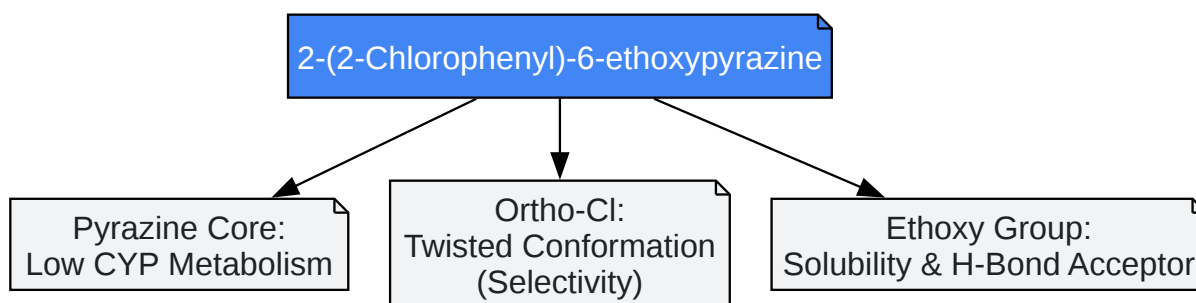 2-(2-Chlorophenyl)-6-ethoxypyrazine
Pyrazine Core:
Low CYP Metabolism
Ortho-Cl:
Twisted Conformation
(Selectivity)
Ethoxy Group:
Solubility & H-Bond Acceptor